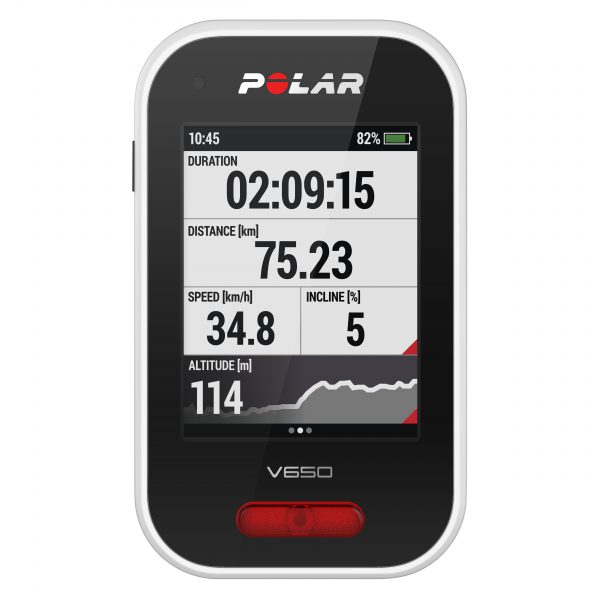 POLAR
10:45 82%
DURATION
02:09:15
DISTANCE [km]
75.23
SPEED [km/h] INCLINE [%]
34.8 5
ALTITUDE [m]
114
V650